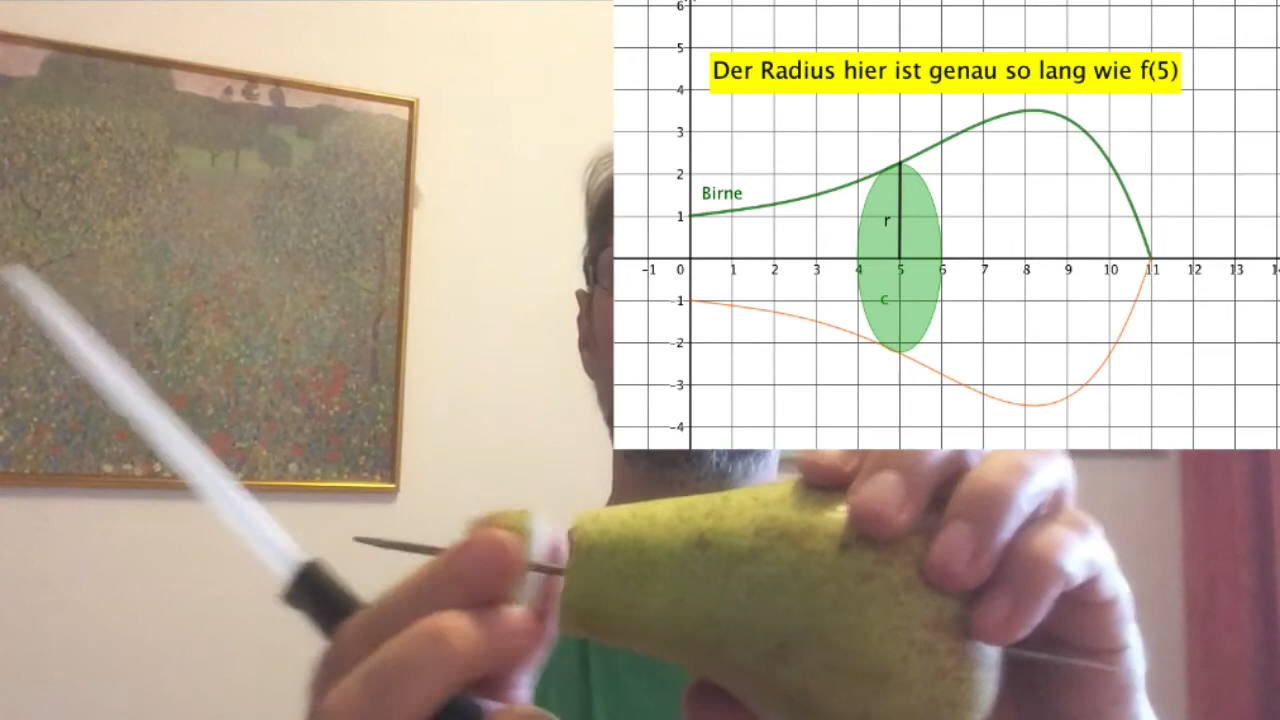 6
5
Der Radius hier ist genau so lang wie f(5)
4
3
2
Birne
1
r
-1 0 1 2 3 4 5 6 7 8 9 10 11 12 13 14
c
-1
-2
-3
-4